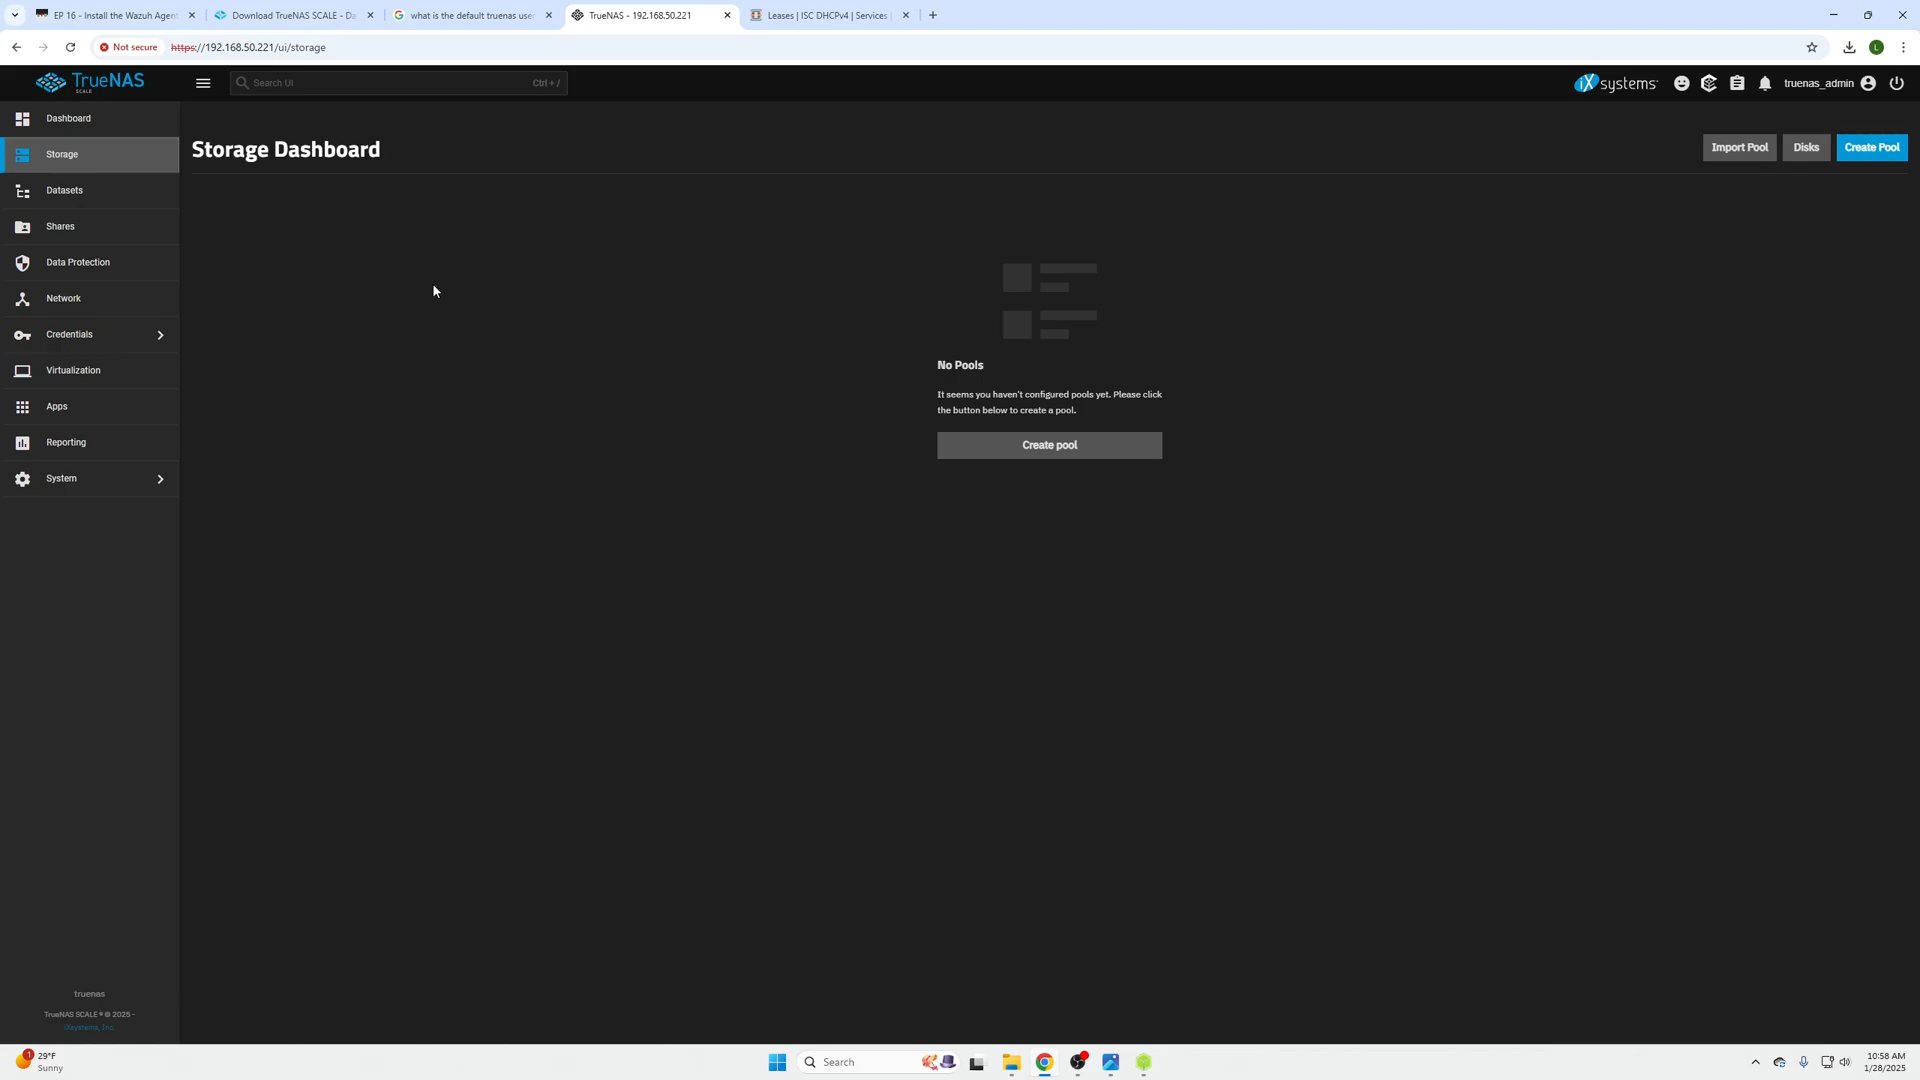 EP 16 - Install the Wazuh Agent
Download TrueNAS SCALE - Da
what is the default truenas user
TrueNAS - 192.168.50.221
Leases | ISC DHCPv4 | Services
Not secure
https://192.168.50.221/ui/storage
TrueNAS
SCALE
Search UI
Ctrl + /
iXsystems
truenas_admin
Dashboard
Storage
Datasets
Shares
Data Protection
Network
Credentials
Virtualization
Apps
Reporting
System
Storage Dashboard
Import Pool
Disks
Create Pool
No Pools
It seems you haven't configured pools yet. Please click
the button below to create a pool.
Create pool
truenas
TrueNAS SCALE ® © 2025 -
iXsystems, Inc.
1
29°F
Sunny
Search
10:58 AM
1/28/2025
L